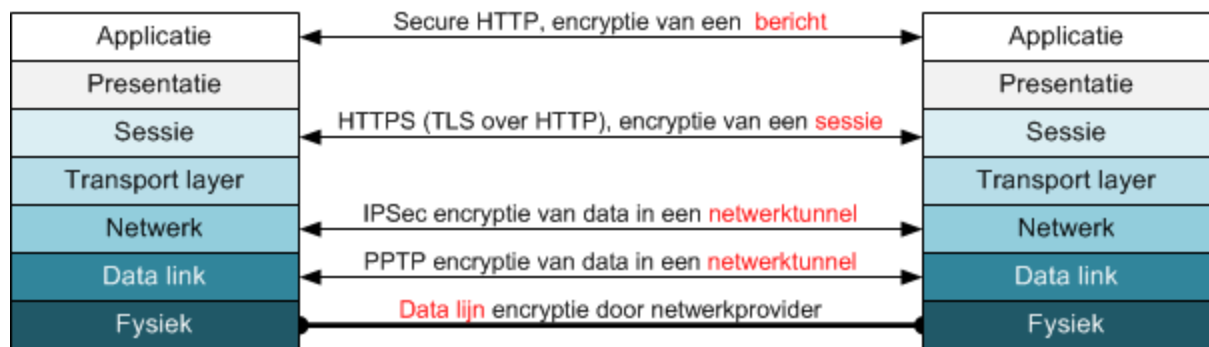 Applicatie
Secure HTTP, encryptie van een bericht
Applicatie
Presentatie
Presentatie
Sessie
HTTPS (TLS over HTTP), encryptie van een sessie
Sessie
Transport layer
Transport layer
Netwerk
IPSec encryptie van data in een netwerktunnel
Netwerk
Data link
PPTP encryptie van data in een netwerktunnel
Data link
Fysiek
Data lijn encryptie door netwerkprovider
Fysiek